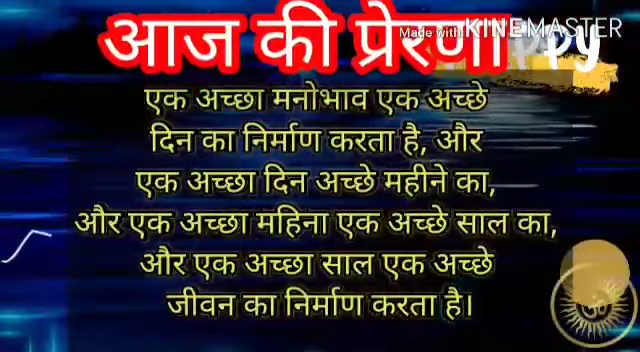 आज की प्रेरणा
Made with KINEMASTER
एक अच्छा मनोभाव एक अच्छे
दिन का निर्माण करता है, और
एक अच्छा दिन अच्छे महीने का,
और एक अच्छा महिना एक अच्छे साल का,
और एक अच्छा साल एक अच्छे
जीवन का निर्माण करता है।
ॐ